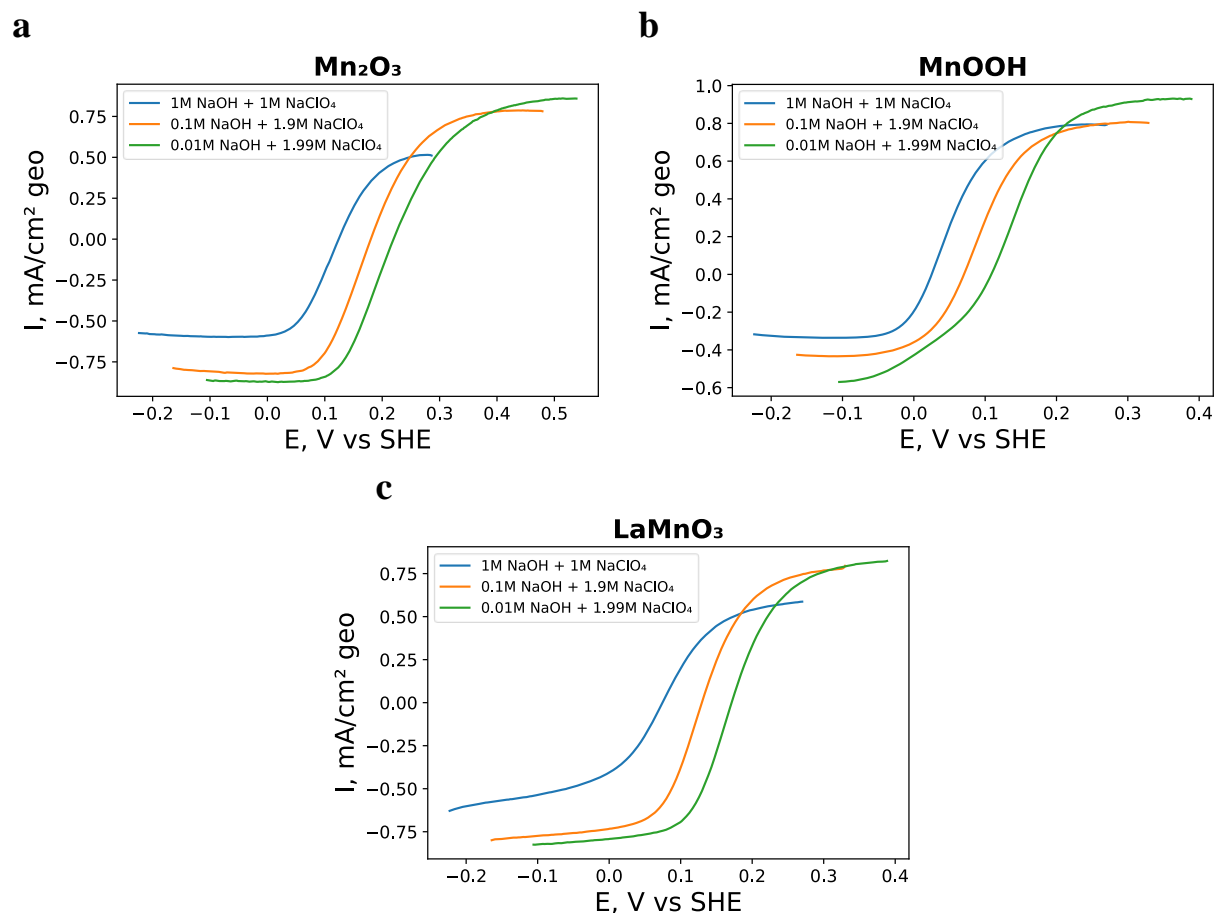 a
Mn₂O₃
1M NaOH + 1M NaClO₄
0.1M NaOH + 1.9M NaClO₄
0.01M NaOH + 1.99M NaClO₄
I, mA/cm² geo
0.75
0.50
0.25
0.00
−0.25
−0.50
−0.75
−0.2 −0.1 0.0 0.1 0.2 0.3 0.4 0.5
E, V vs SHE
b
MnOOH
1M NaOH + 1M NaClO₄
0.1M NaOH + 1.9M NaClO₄
0.01M NaOH + 1.99M NaClO₄
I, mA/cm² geo
1.0
0.8
0.6
0.4
0.2
0.0
−0.2
−0.4
−0.6
−0.2 −0.1 0.0 0.1 0.2 0.3 0.4
E, V vs SHE
c
LaMnO₃
1M NaOH + 1M NaClO₄
0.1M NaOH + 1.9M NaClO₄
0.01M NaOH + 1.99M NaClO₄
I, mA/cm² geo
0.75
0.50
0.25
0.00
−0.25
−0.50
−0.75
−0.2 −0.1 0.0 0.1 0.2 0.3 0.4
E, V vs SHE